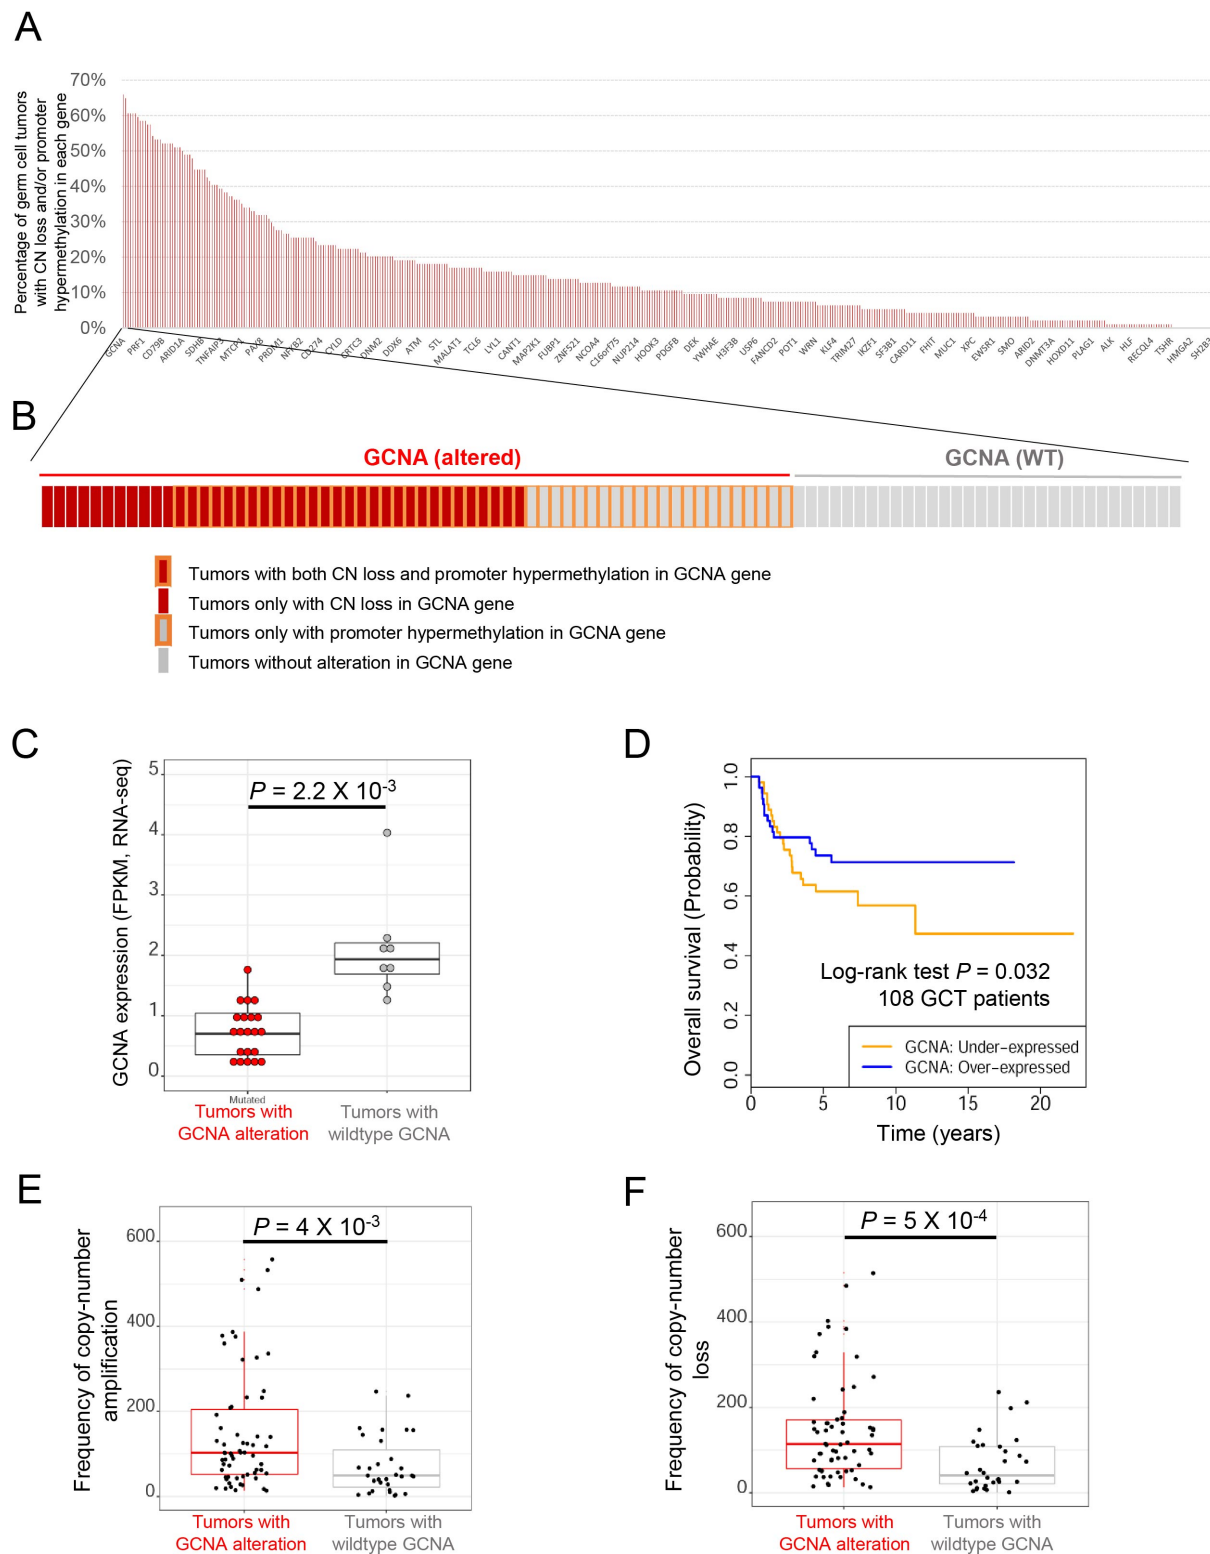 A
Percentage of germ cell tumors
with CN loss and/or promoter
hypermethylation in each gene
70%
60%
50%
40%
30%
20%
10%
0%
GCNA PRF1 CD79B ARID1A SDHB TNFAIP3 MTCP1 PAX8 PRDM1 NFKB2 CD274 CYLD CRTC3 DNM2 DDX6 ATM STL MALAT1 TCL6 LYL1 CANT1 MAP2K1 FUBP1 ZNF521 NCOA4 C16orf75 NUP214 HOOK3 PDGFB DEK YWHAE H3F3B USP6 FANCD2 POT1 WRN KLF4 TRIM27 IKZF1 SF3B1 CARD11 FHIT MUC1 XPC EWSR1 SMO ARID2 DNMT3A HOXD11 PLAG1 ALK HLF RECQL4 TSHR HMGA2 SH2B3
B
GCNA (altered)
GCNA (WT)
Tumors with both CN loss and promoter hypermethylation in GCNA gene
Tumors only with CN loss in GCNA gene
Tumors only with promoter hypermethylation in GCNA gene
Tumors without alteration in GCNA gene
C
GCNA expression (FPKM, RNA-seq)
5
4
3
2
1
0
P = 2.2 X 10-3
Mutated
Tumors with
GCNA alteration
Tumors with
wildtype GCNA
D
Overall survival (Probability)
1.0
0.8
0.6
0.4
0.2
0.0
Log-rank test P = 0.032
108 GCT patients
GCNA: Under-expressed
GCNA: Over-expressed
0 5 10 15 20
Time (years)
E
Frequency of copy-number
amplification
600
400
200
0
P = 4 X 10-3
Tumors with
GCNA alteration
Tumors with
wildtype GCNA
F
Frequency of copy-number
loss
600
400
200
0
P = 5 X 10-4
Tumors with
GCNA alteration
Tumors with
wildtype GCNA